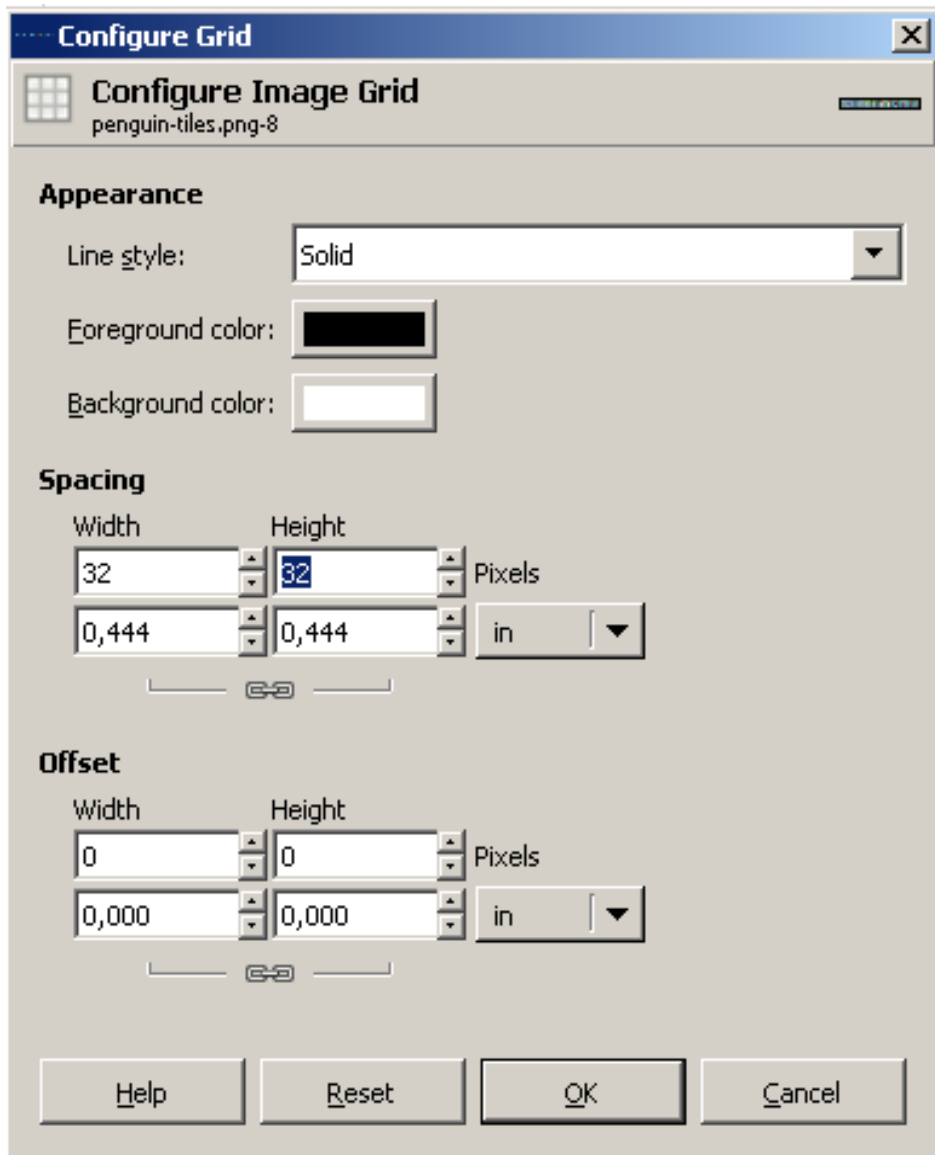 Configure Grid
Configure Image Grid
penguin-tiles.png-8
Appearance
Line style: Solid
Foreground color:
Background color:
Spacing
Width Height
32 32 Pixels
0,444 0,444 in
Offset
Width Height
0 0 Pixels
0,000 0,000 in
Help Reset OK Cancel